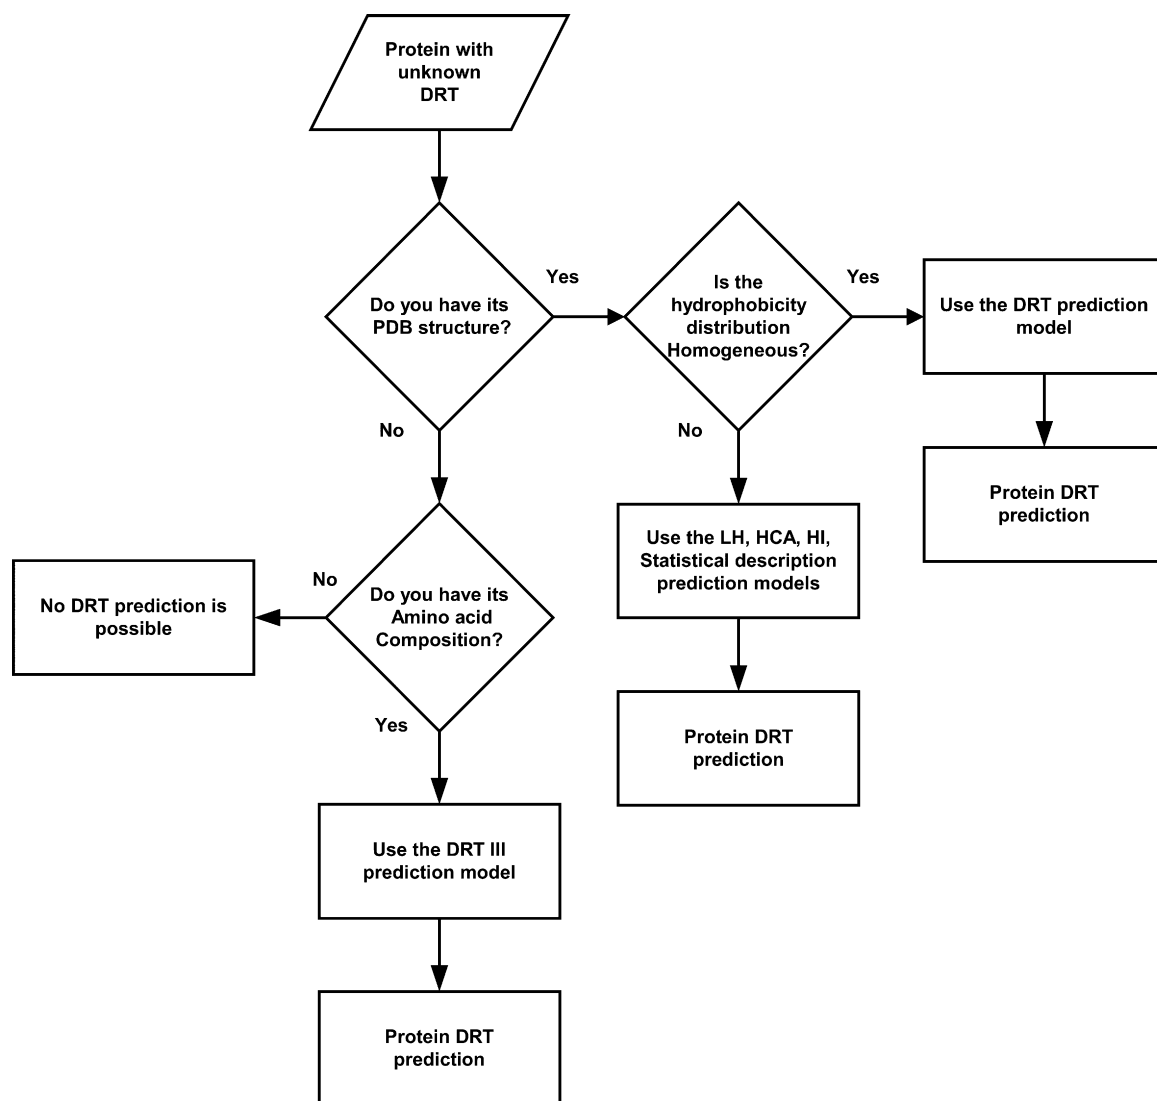 Protein with
unknown
DRT
Do you have its
PDB structure?
Yes
Is the
hydrophobicity
distribution
Homogeneous?
Yes
Use the DRT prediction
model
No
No
Protein DRT
prediction
Use the LH, HCA, HI,
Statistical description
prediction models
No
Do you have its
Amino acid
Composition?
No DRT prediction is
possible
Yes
Protein DRT
prediction
Use the DRT III
prediction model
Protein DRT
prediction